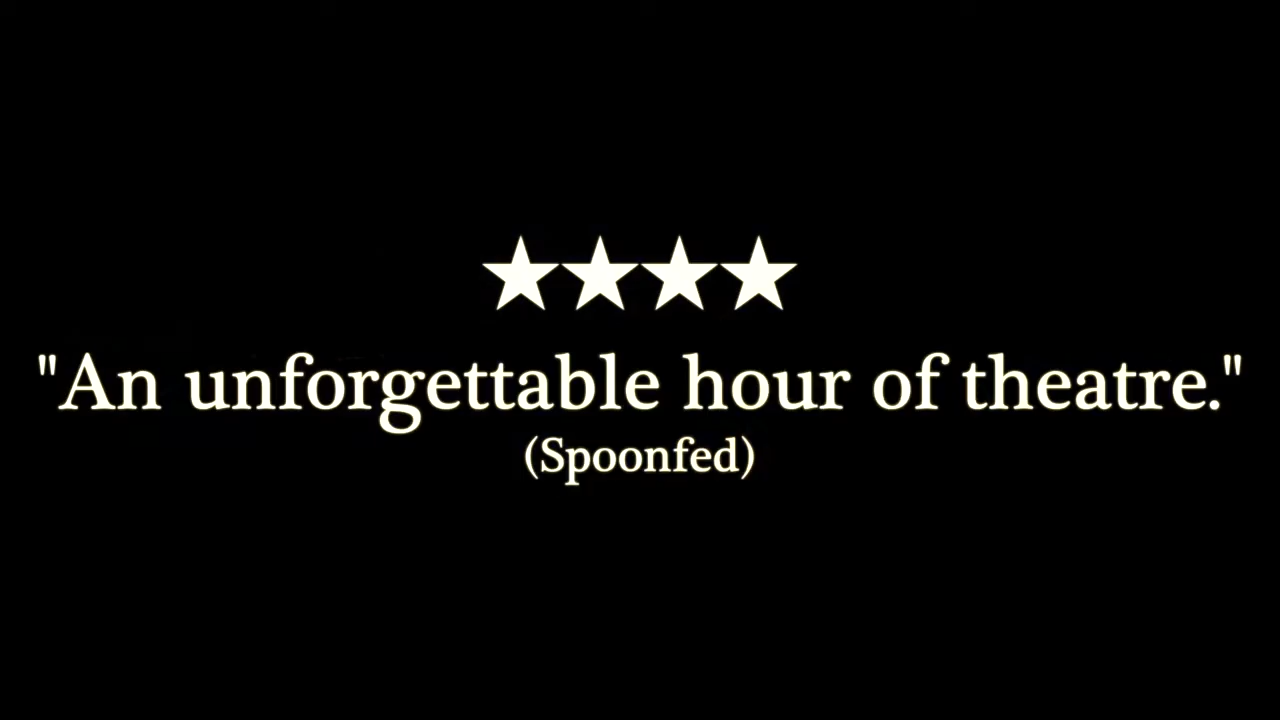 ★★★★
"An unforgettable hour of theatre."
(Spoonfed)